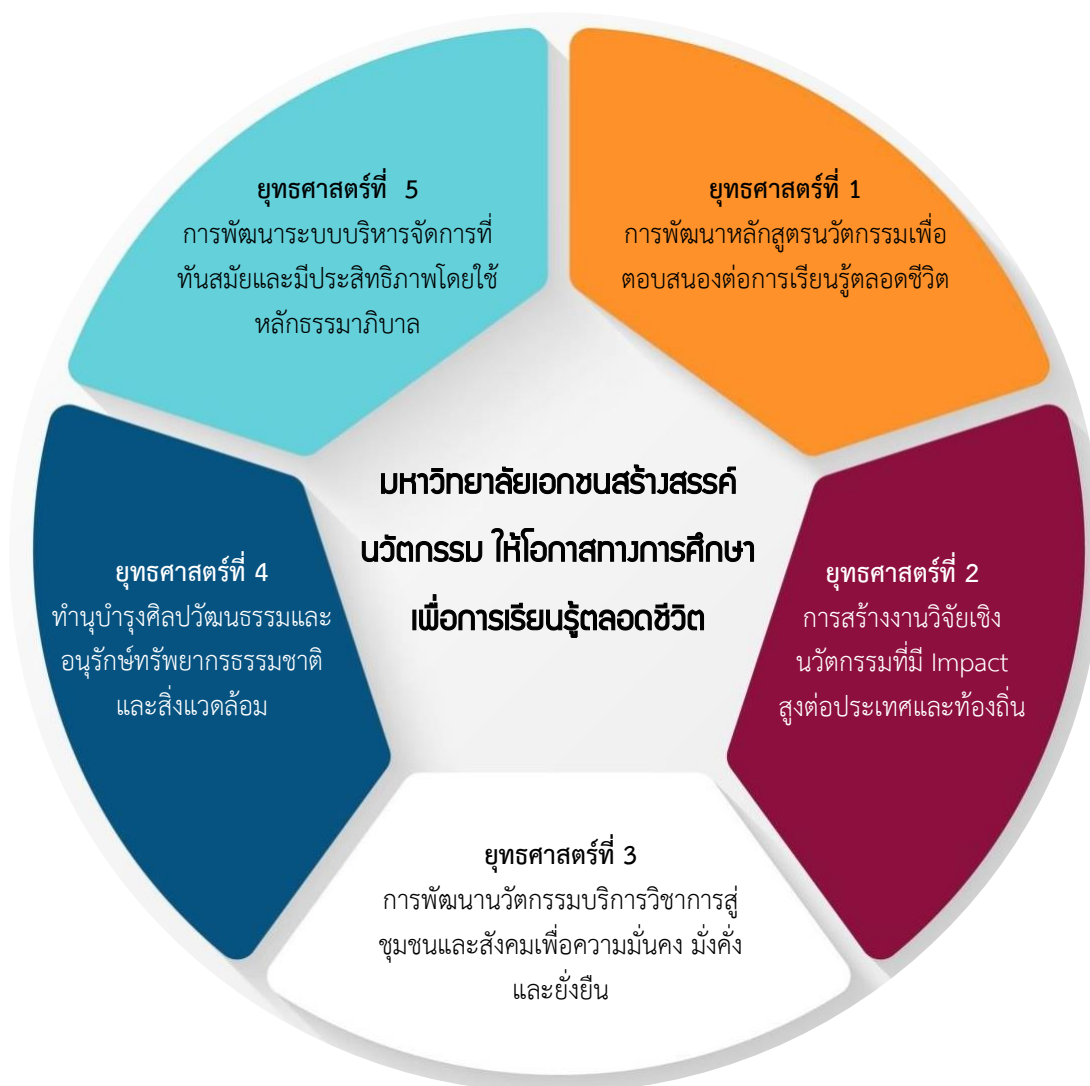 ยุทธศาสตร์ที่ 1
การพัฒนาหลักสูตรนวัตกรรมเพื่อ
ตอบสนองต่อการเรียนรู้ตลอดชีวิต
ยุทธศาสตร์ที่ 2
การสร้างงานวิจัยเชิง
นวัตกรรมที่มี Impact
สูงต่อประเทศและท้องถิ่น
ยุทธศาสตร์ที่ 3
การพัฒนานวัตกรรมบริการวิชาการสู่
ชุมชนและสังคมเพื่อความมั่นคง มั่งคั่ง
และยั่งยืน
ยุทธศาสตร์ที่ 4
ทำนุบำรุงศิลปวัฒนธรรมและ
อนุรักษ์ทรัพยากรธรรมชาติ
และสิ่งแวดล้อม
ยุทธศาสตร์ที่ 5
การพัฒนาระบบบริหารจัดการที่
ทันสมัยและมีประสิทธิภาพโดยใช้
หลักธรรมาภิบาล
มหาวิทยาลัยเอกชนสร้างสรรค์
นวัตกรรม ให้โอกาสทางการศึกษา
เพื่อการเรียนรู้ตลอดชีวิต